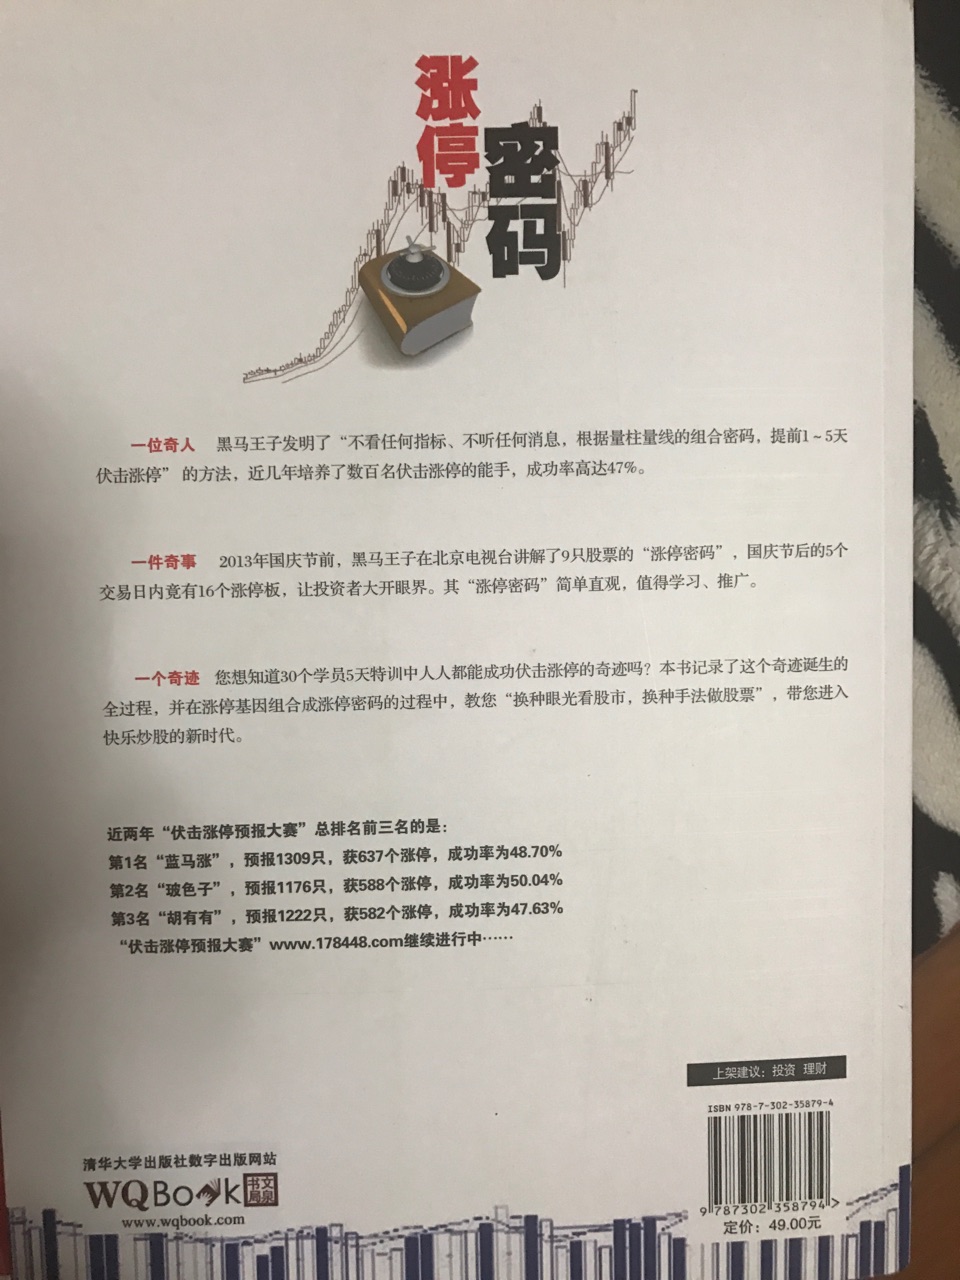 涨停
密码
一位奇人 黑马王子发明了“不看任何指标、不听任何消息，根据量柱量线的组合密码，提前1～5天
伏击涨停”的方法，近几年培养了数百名伏击涨停的能手，成功率高达47%。
一件奇事 2013年国庆节前，黑马王子在北京电视台讲解了9只股票的“涨停密码”，国庆节后的5个
交易日内竟有16个涨停板，让投资者大开眼界。其“涨停密码”简单直观，值得学习、推广。
一个奇迹 您想知道30个学员5天特训中人人都能成功伏击涨停的奇迹吗？本书记录了这个奇迹诞生的
全过程，并在涨停基因组合成涨停密码的过程中，教您“换种眼光看股市，换种手法做股票”，带您进入
快乐炒股的新时代。
近两年“伏击涨停预报大赛”总排名前三名的是：
第1名“蓝马涨”，预报1309只，获637个涨停，成功率为48.70%
第2名“玻色子”，预报1176只，获588个涨停，成功率为50.04%
第3名“胡有有”，预报1222只，获582个涨停，成功率为47.63%
“伏击涨停预报大赛”www.178448.com继续进行中……
上架建议：投资 理财
ISBN 978-7-302-35879-4
9 787302 358794 >
定价：49.00元
清华大学出版社数字出版网站
WQBook 书文局泉
www.wqbook.com